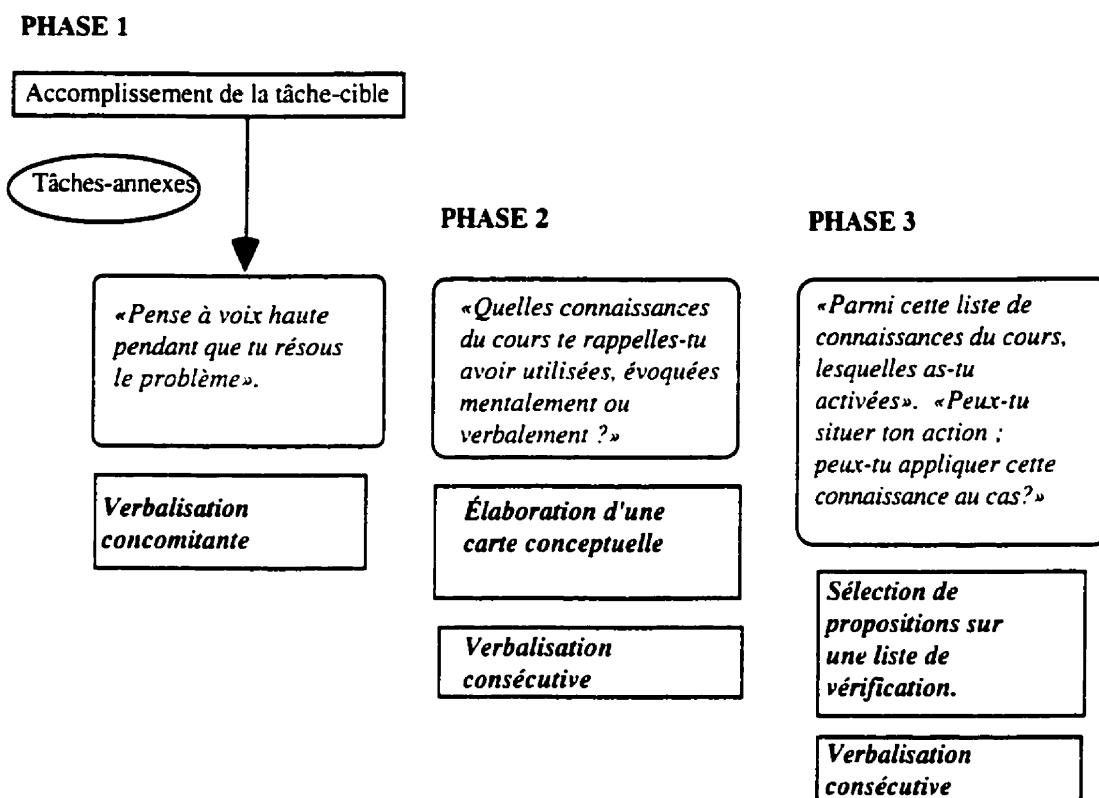 PHASE 1
Accomplissement de la tâche-cible
Tâches-annexes
«Pense à voix haute
pendant que tu résous
le problème».
Verbalisation
concomitante
PHASE 2
«Quelles connaissances
du cours te rappelles-tu
avoir utilisées, évoquées
mentalement ou
verbalement ?»
Élaboration d'une
carte conceptuelle
Verbalisation
consécutive
PHASE 3
«Parmi cette liste de
connaissances du cours,
lesquelles as-tu
activées». «Peux-tu
situer ton action ;
peux-tu appliquer cette
connaissance au cas?»
Sélection de
propositions sur
une liste de
vérification.
Verbalisation
consécutive